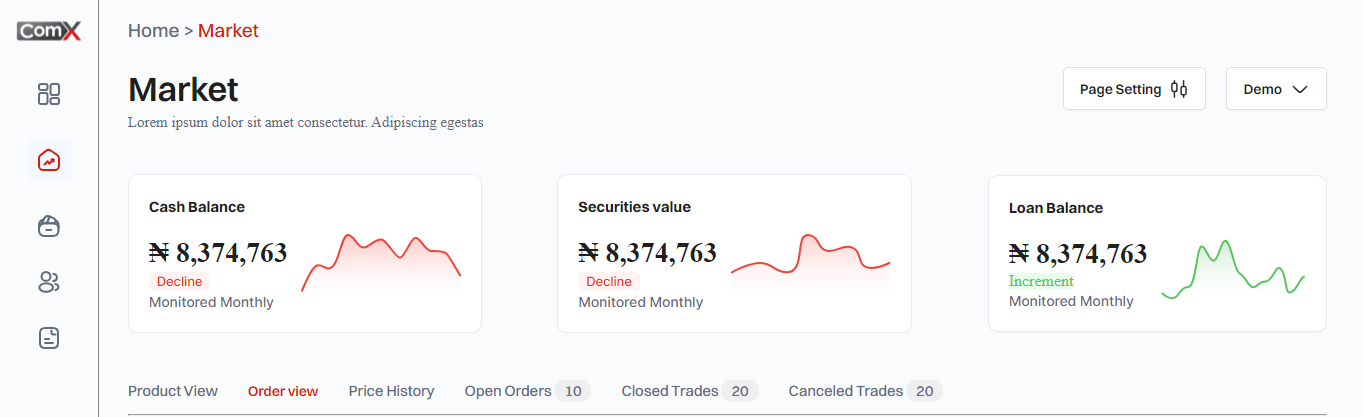 ComX
Home > Market
Market
Lorem ipsum dolor sit amet consectetur. Adipiscing egestas
Page Setting
Demo
Cash Balance
₦ 8,374,763
Decline
Monitored Monthly
Securities value
₦ 8,374,763
Decline
Monitored Monthly
Loan Balance
₦ 8,374,763
Increment
Monitored Monthly
Product View Order view Price History Open Orders 10 Closed Trades 20 Canceled Trades 20